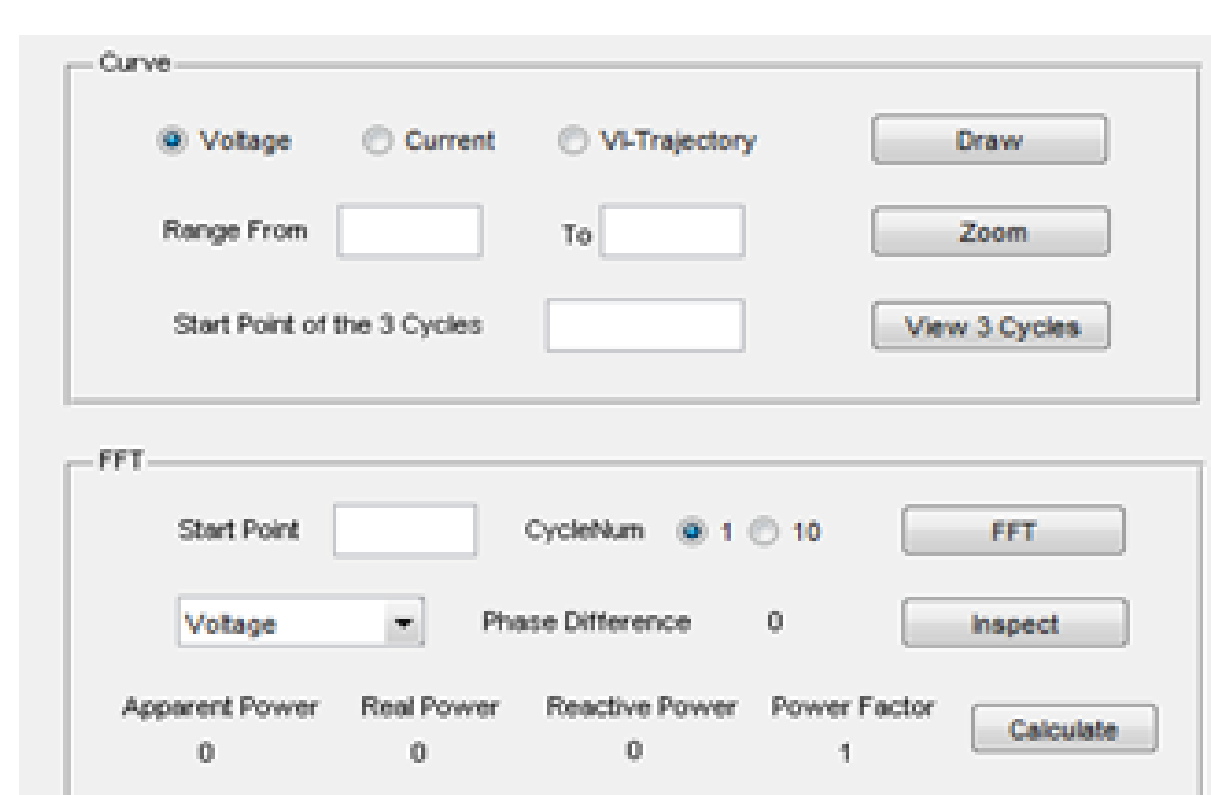 Curve
Voltage Current VI-Trajectory Draw
Range From To Zoom
Start Point of the 3 Cycles View 3 Cycles
FFT
Start Point CycleNum 1 10 FFT
Voltage Phase Difference 0 Inspect
Apparent Power Real Power Reactive Power Power Factor Calculate
0 0 0 1